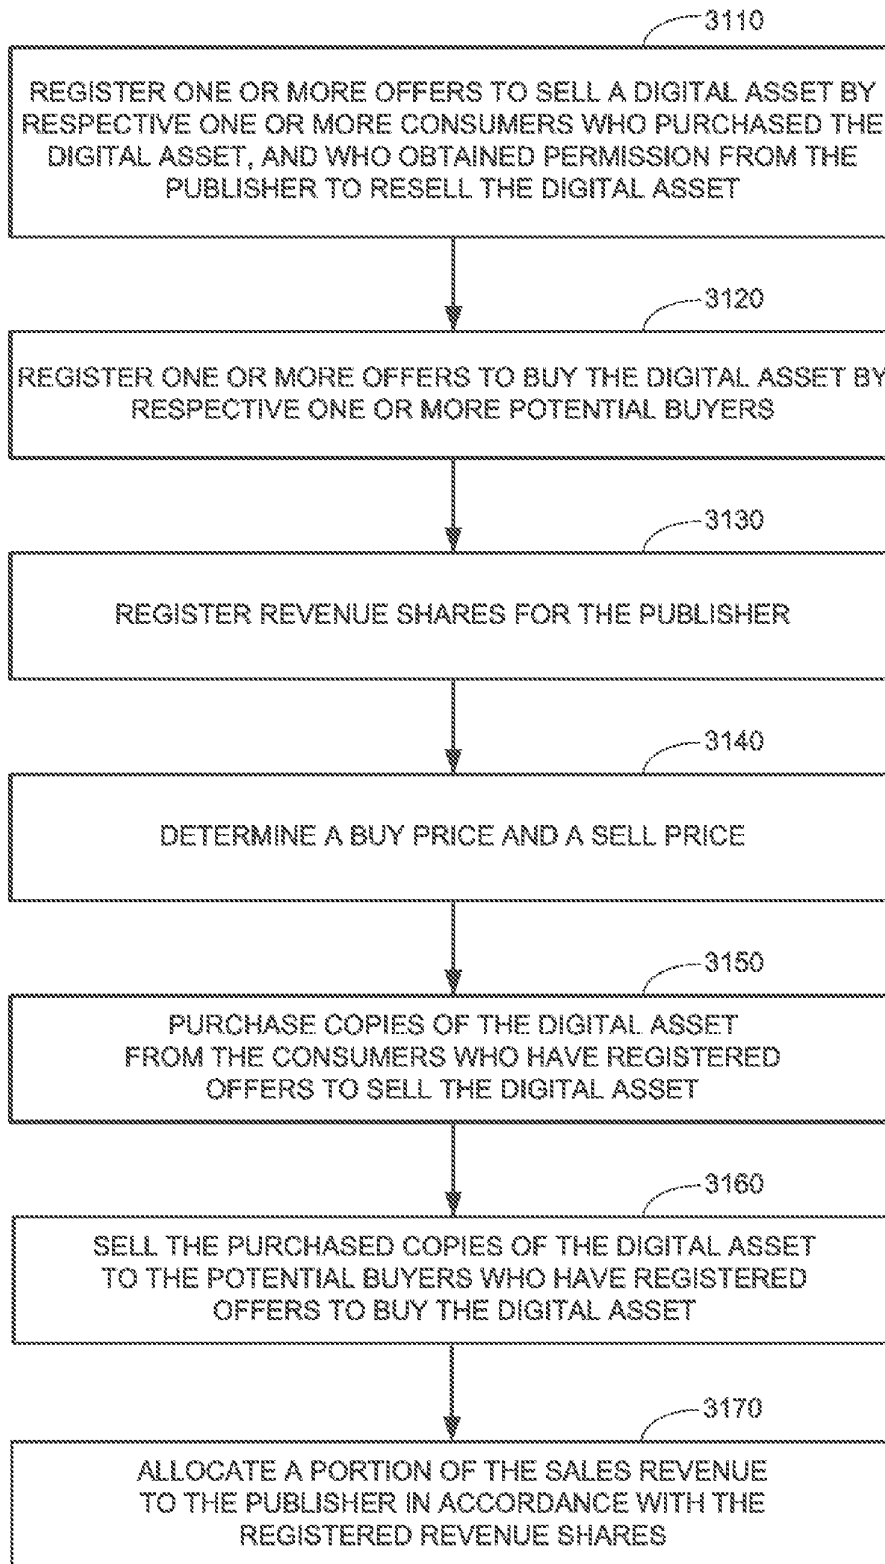 3110
REGISTER ONE OR MORE OFFERS TO SELL A DIGITAL ASSET BY
RESPECTIVE ONE OR MORE CONSUMERS WHO PURCHASED THE
DIGITAL ASSET, AND WHO OBTAINED PERMISSION FROM THE
PUBLISHER TO RESELL THE DIGITAL ASSET
3120
REGISTER ONE OR MORE OFFERS TO BUY THE DIGITAL ASSET BY
RESPECTIVE ONE OR MORE POTENTIAL BUYERS
3130
REGISTER REVENUE SHARES FOR THE PUBLISHER
3140
DETERMINE A BUY PRICE AND A SELL PRICE
3150
PURCHASE COPIES OF THE DIGITAL ASSET
FROM THE CONSUMERS WHO HAVE REGISTERED
OFFERS TO SELL THE DIGITAL ASSET
3160
SELL THE PURCHASED COPIES OF THE DIGITAL ASSET
TO THE POTENTIAL BUYERS WHO HAVE REGISTERED
OFFERS TO BUY THE DIGITAL ASSET
3170
ALLOCATE A PORTION OF THE SALES REVENUE
TO THE PUBLISHER IN ACCORDANCE WITH THE
REGISTERED REVENUE SHARES